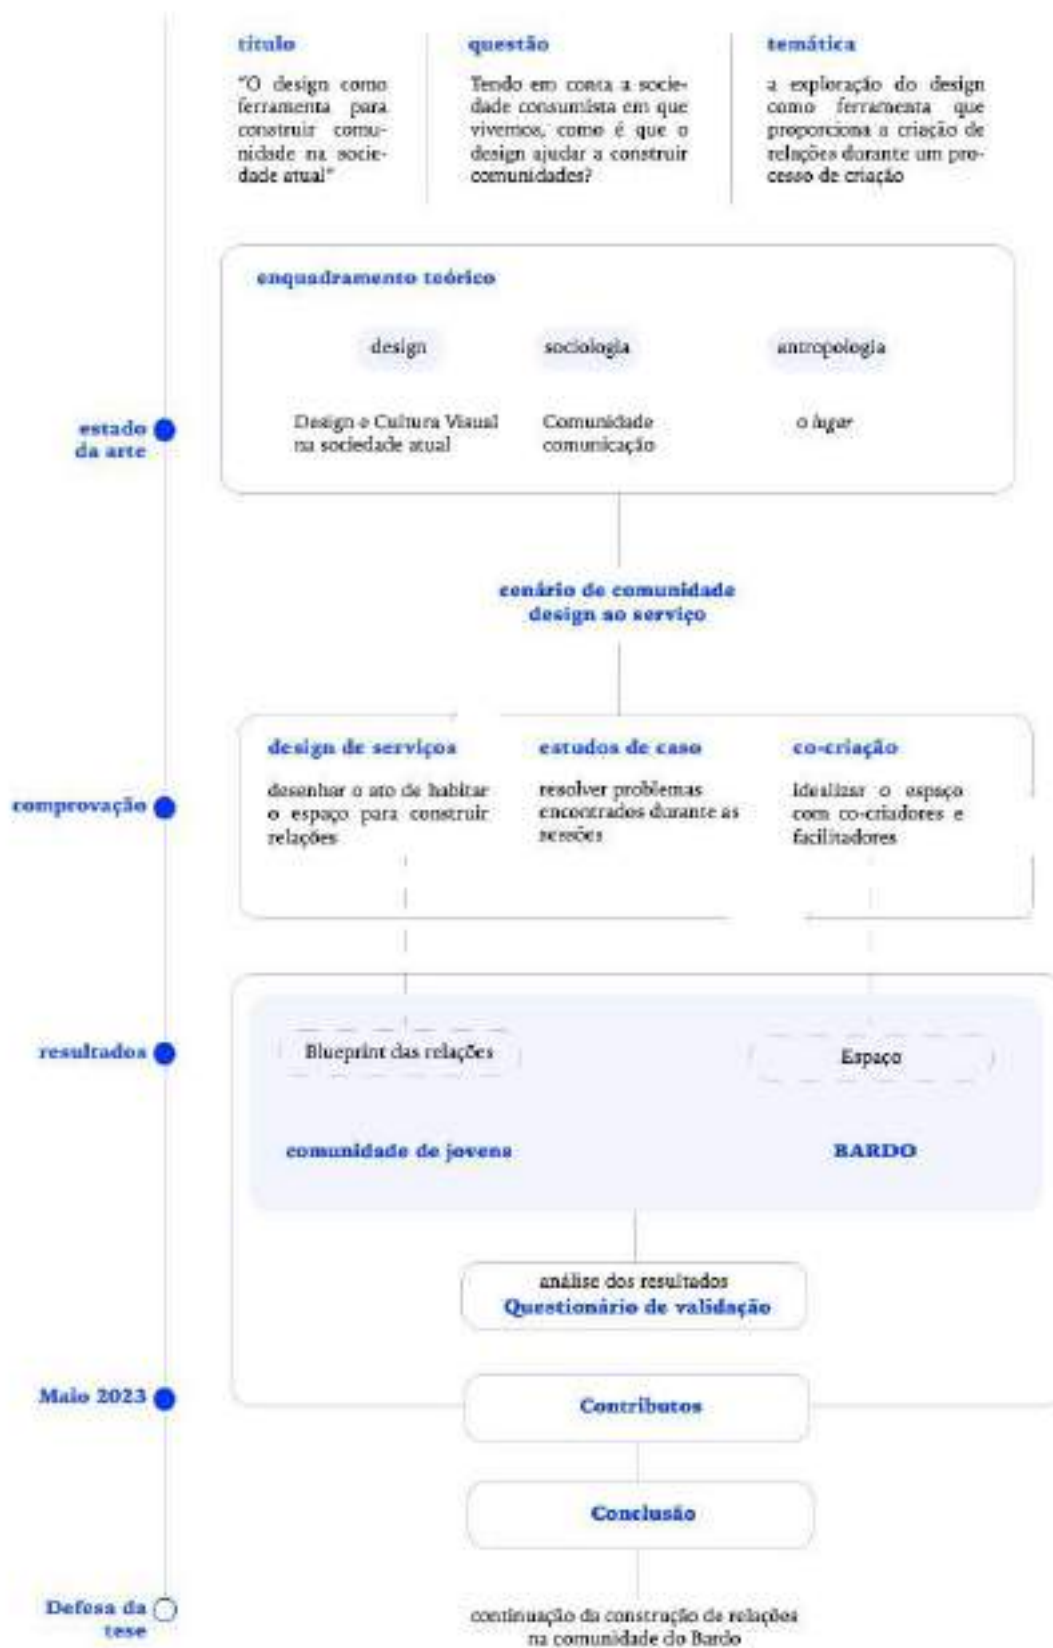 título
"O design como
ferramenta para
construir comu-
nidade na socie-
dade atual"
questão
Tendo em conta a socie-
dade consumista em que
vivemos, como é que o
design ajudar a construir
comunidades?
temática
a exploração do design
como ferramenta que
proporciona a criação de
relações durante um pro-
cesso de criação
enquadramento teórico
design
sociologia
antropologia
Design e Cultura Visual
na sociedade atual
Comunidade
comunicação
o lugar
estado
da arte
cenário de comunidade
design ao serviço
comprovação
design de serviços
desenhar o ato de habitar
o espaço para construir
relações
estudos de caso
resolver problemas
encontrados durante as
sessões
co-criação
idealizar o espaço
com co-criadores e
facilitadores
resultados
Blueprint das relações
Espaço
comunidade de jovens
BARDO
análise dos resultados
Questionário de validação
Maio 2023
Contributos
Conclusão
Defesa da
tese
continuação da construção de relações
na comunidade do Bardo